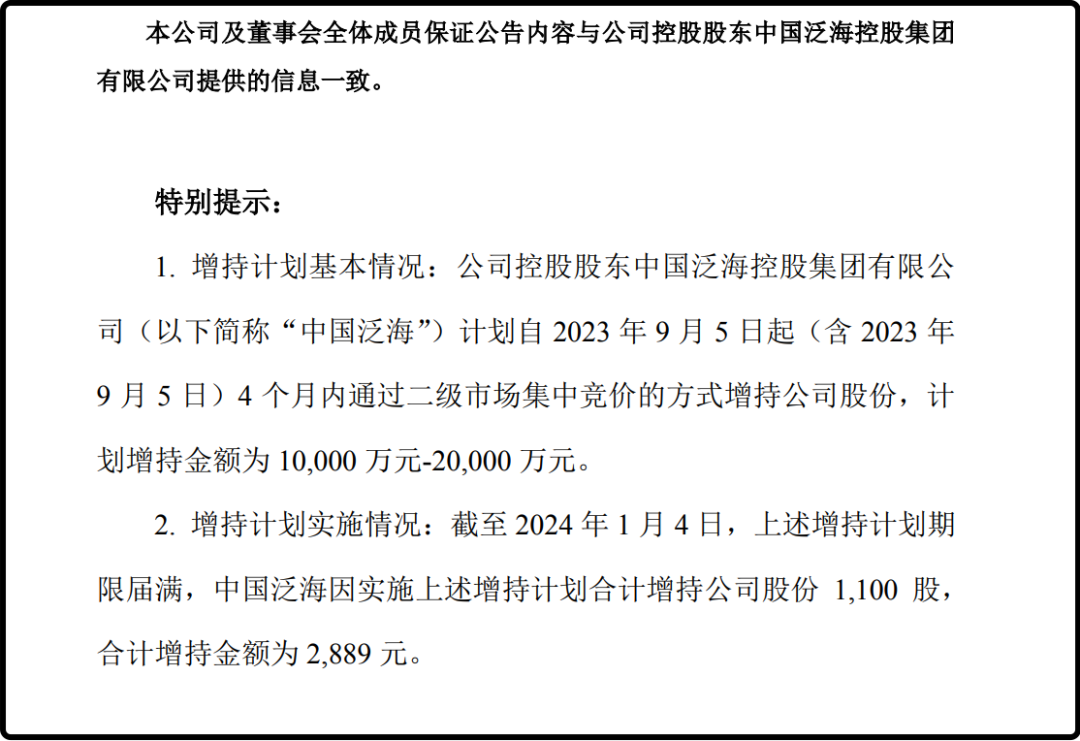 本公司及董事会全体成员保证公告内容与公司控股股东中国泛海控股集团
有限公司提供的信息一致。
特别提示：
1. 增持计划基本情况：公司控股股东中国泛海控股集团有限公
司（以下简称“中国泛海”）计划自 2023 年 9 月 5 日起（含 2023 年
9 月 5 日）4 个月内通过二级市场集中竞价的方式增持公司股份，计
划增持金额为 10,000 万元-20,000 万元。
2. 增持计划实施情况：截至 2024 年 1 月 4 日，上述增持计划期
限届满，中国泛海因实施上述增持计划合计增持公司股份 1,100 股，
合计增持金额为 2,889 元。